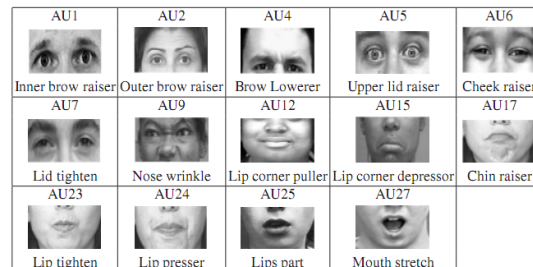 AU1 AU2 AU4 AU5 AU6
Inner brow raiser Outer brow raiser Brow Lowerer Upper lid raiser Cheek raiser
AU7 AU9 AU12 AU15 AU17
Lid tighten Nose wrinkle Lip corner puller Lip corner depressor Chin raiser
AU23 AU24 AU25 AU27
Lip tighten Lip presser Lips part Mouth stretch